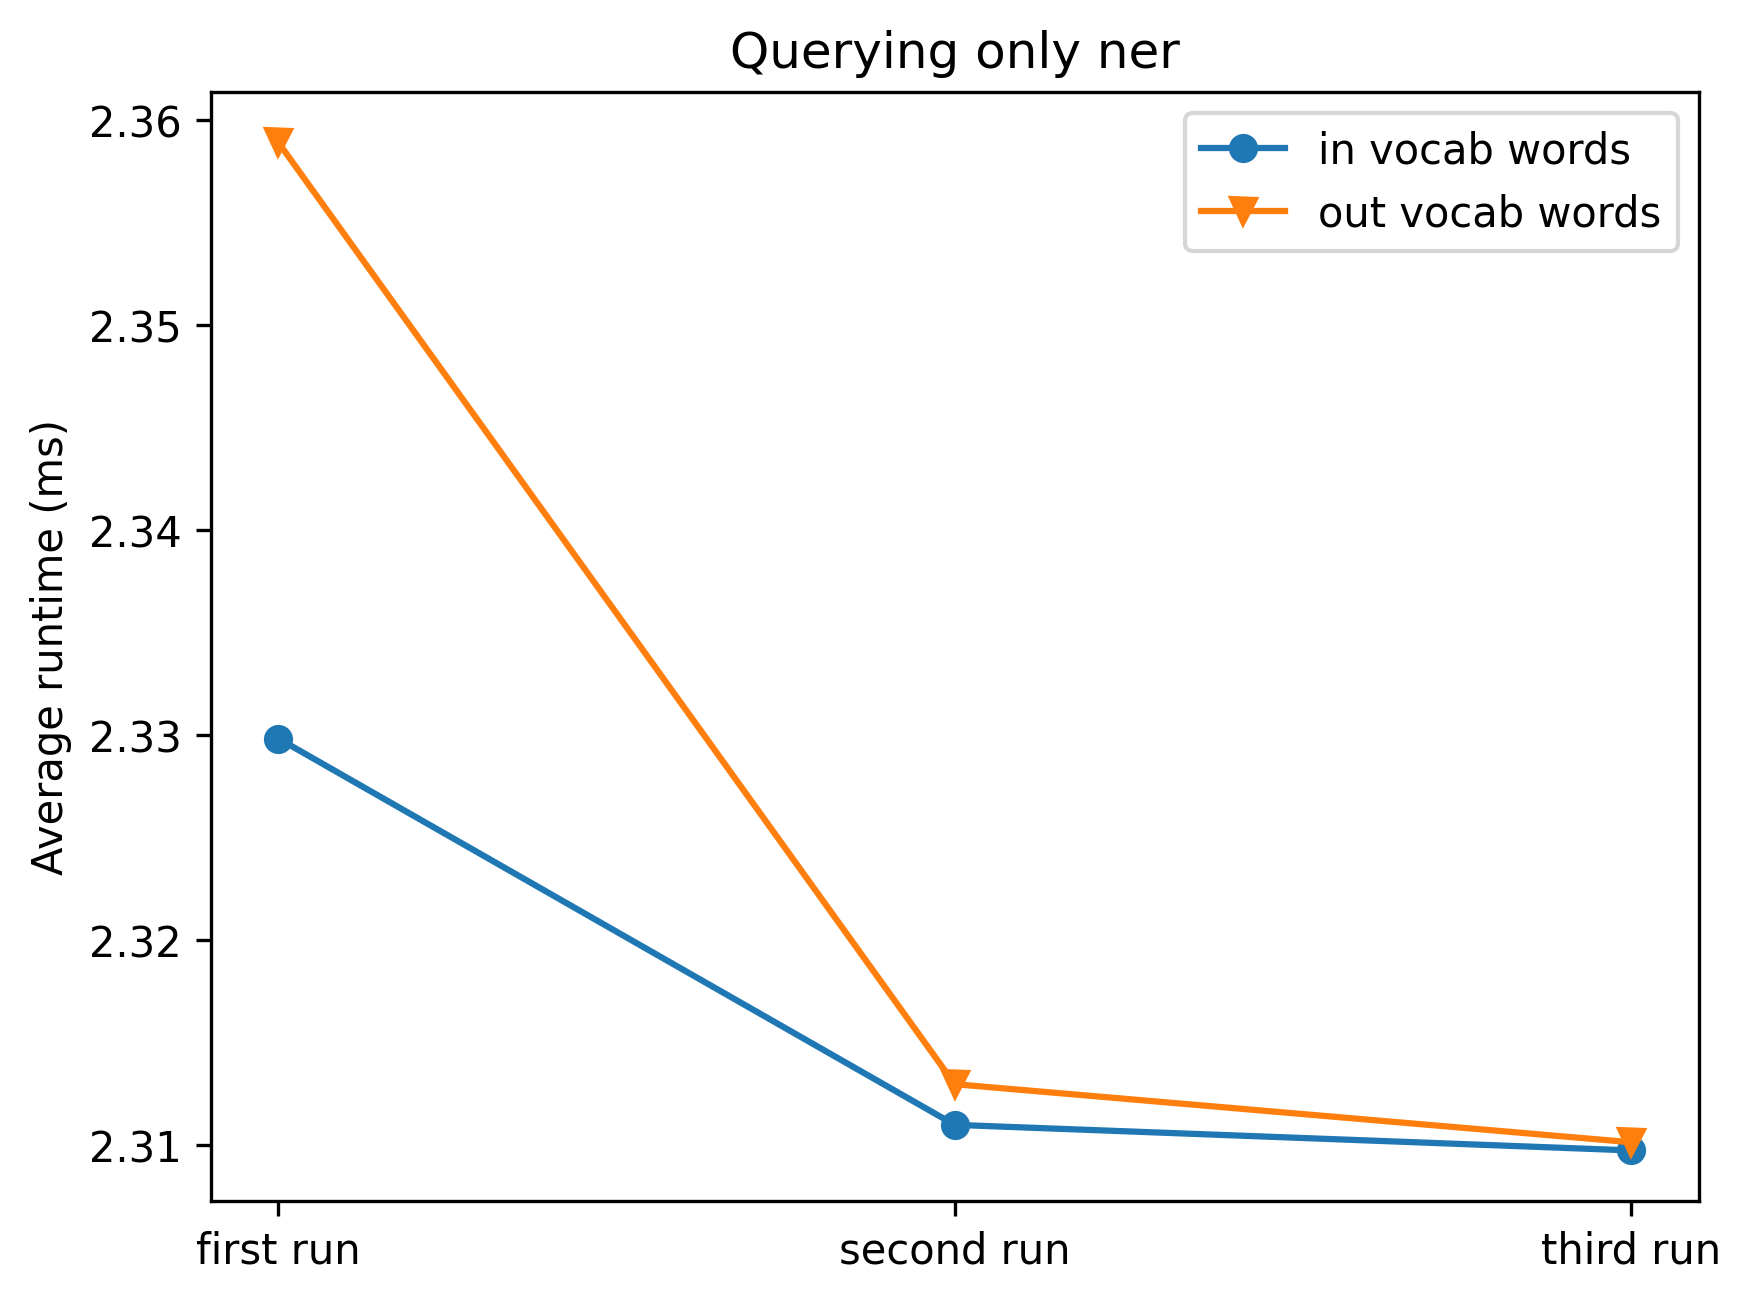 Querying only ner
2.36
2.35
2.34
2.33
2.32
2.31
Average runtime (ms)
in vocab words
out vocab words
first run
second run
third run